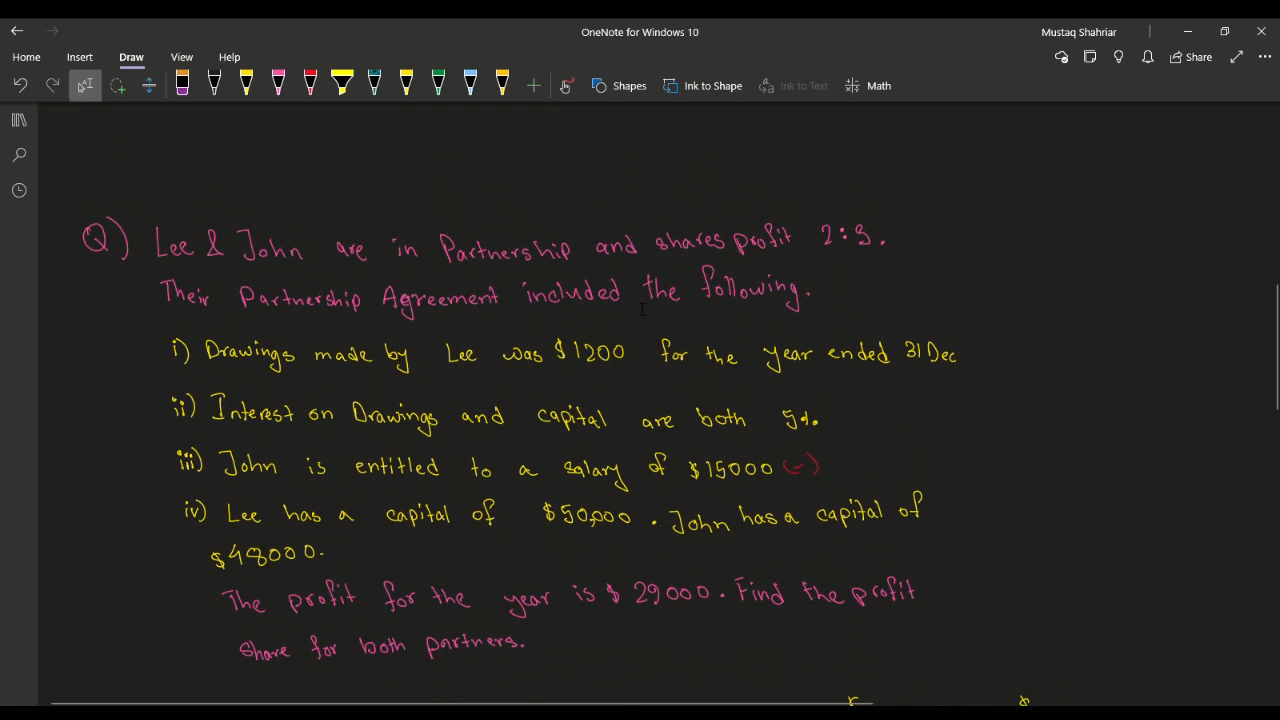 OneNote for Windows 10
Mustaq Shahriar
Home Insert Draw View Help
Share
Shapes Ink to Shape Ink to Text Math
Q) Lee & John are in Partnership and shares profit 2:3.
Their Partnership Agreement included the following.
i) Drawings made by Lee was $1200 for the year ended 31 Dec
ii) Interest on Drawings and capital are both 5%.
iii) John is entitled to a salary of $15000 (-)
iv) Lee has a capital of $50,000. John has a capital of
$48000.
The profit for the year is $29000. Find the profit
share for both partners.
$